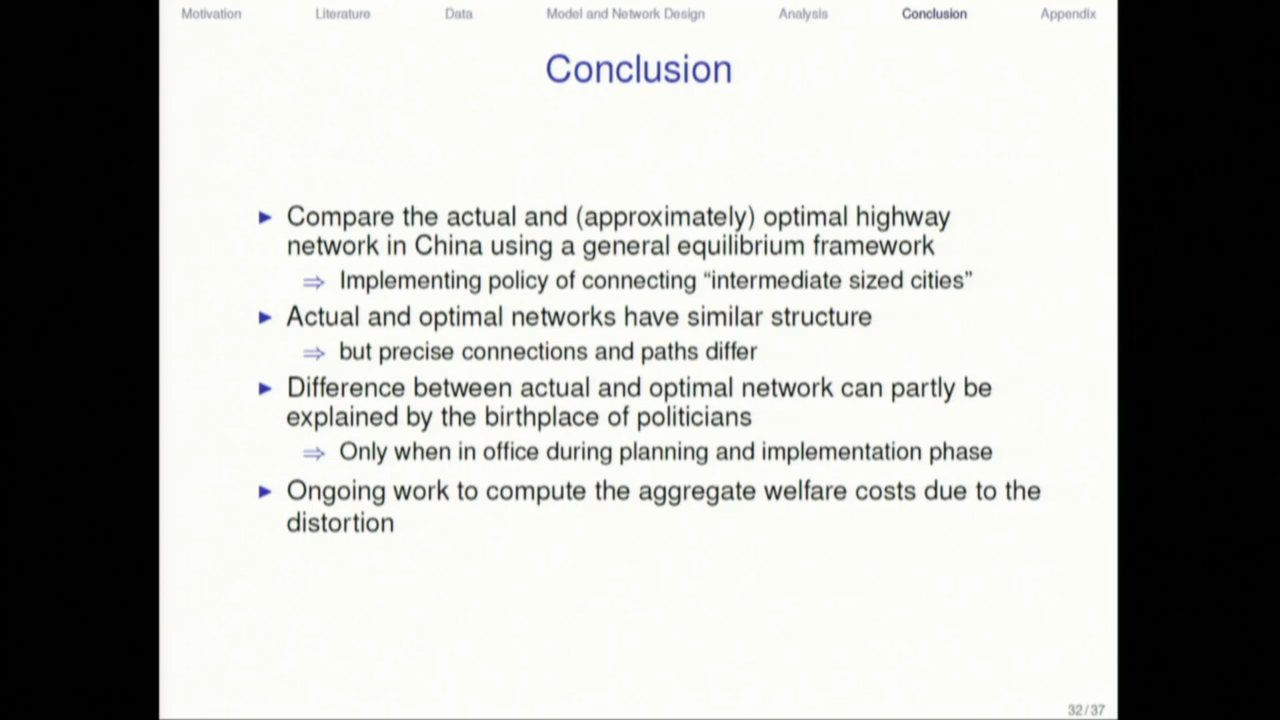 Motivation Literature Data Model and Network Design Analysis Conclusion Appendix
Conclusion
Compare the actual and (approximately) optimal highway
network in China using a general equilibrium framework
⇒ Implementing policy of connecting “intermediate sized cities”
Actual and optimal networks have similar structure
⇒ but precise connections and paths differ
Difference between actual and optimal network can partly be
explained by the birthplace of politicians
⇒ Only when in office during planning and implementation phase
Ongoing work to compute the aggregate welfare costs due to the
distortion
32/37